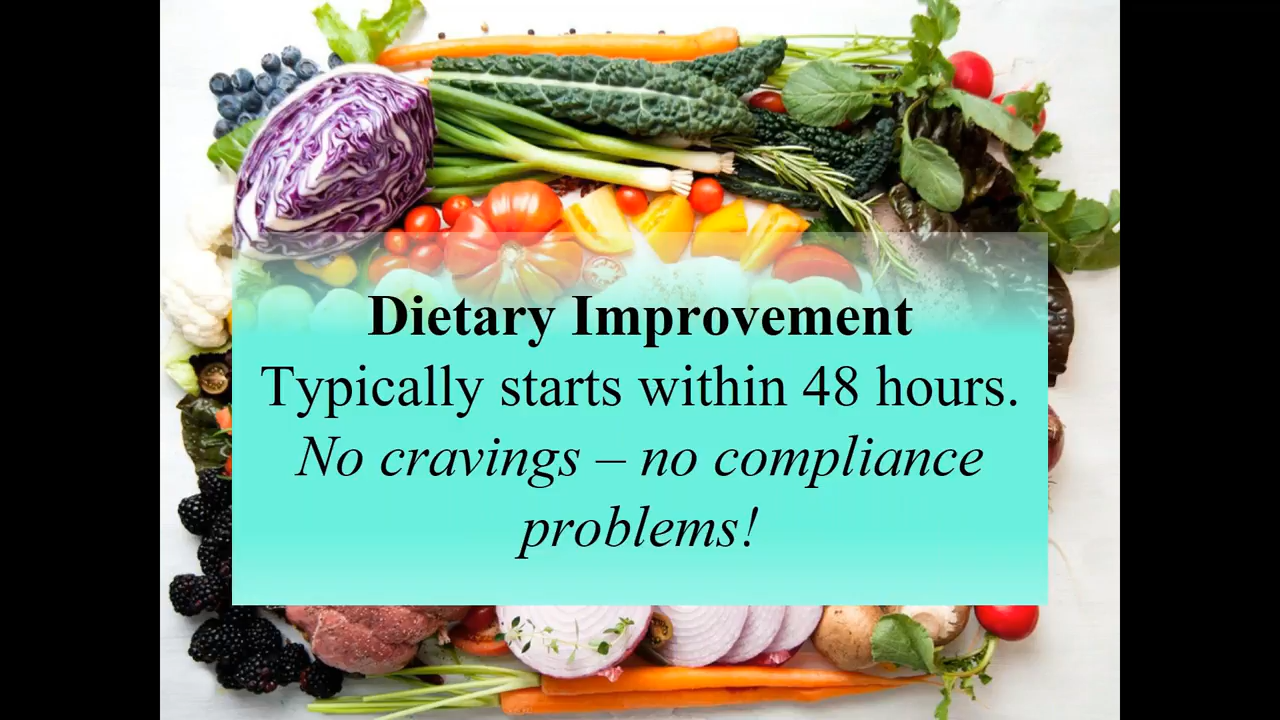 Dietary Improvement
Typically starts within 48 hours.
No cravings – no compliance
problems!